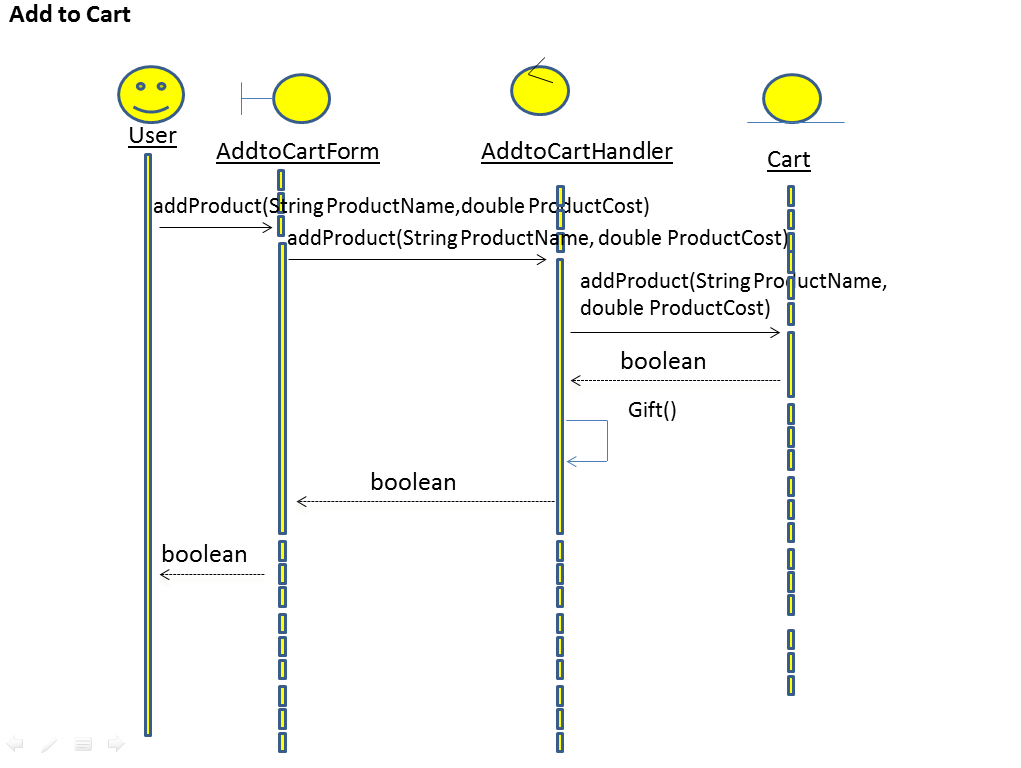 Add to Cart
User
AddtoCartForm
AddtoCartHandler
Cart
addProduct(String ProductName,double ProductCost)
addProduct(String ProductName, double ProductCost)
addProduct(String ProductName,
double ProductCost)
boolean
Gift()
boolean
boolean